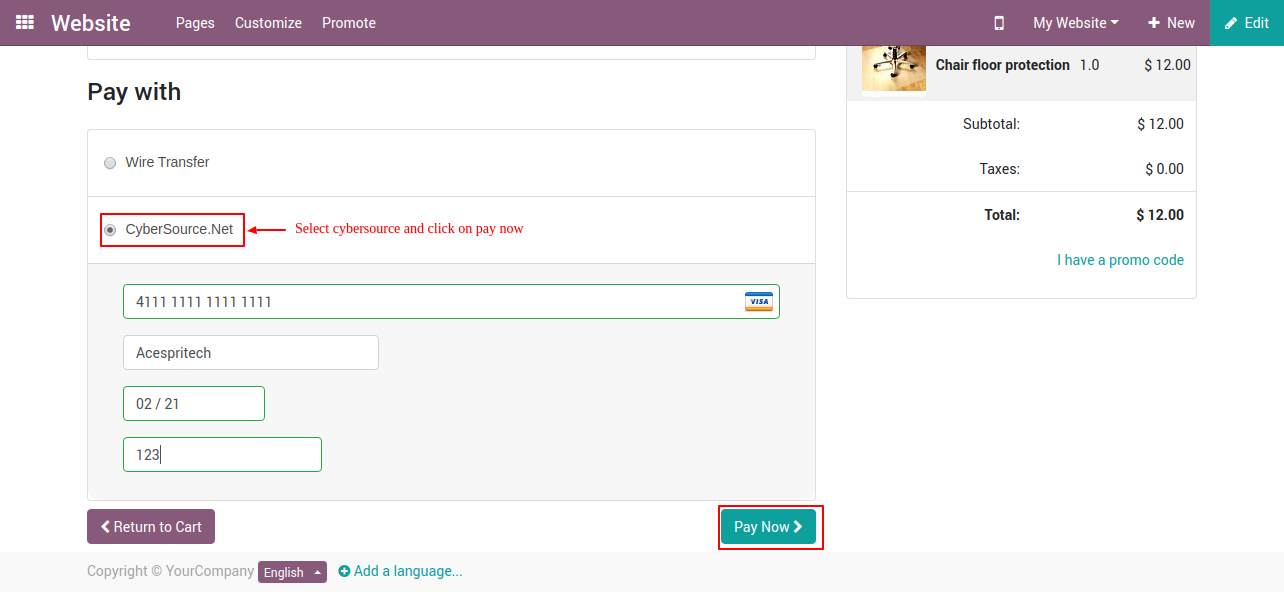 Website Pages Customize Promote My Website New Edit
Chair floor protection 1.0 $ 12.00
Pay with
Wire Transfer
CyberSource.Net Select cybersource and click on pay now
4111 1111 1111 1111 VISA
Acespritech
02 / 21
123
Return to Cart Pay Now
Subtotal: $ 12.00
Taxes: $ 0.00
Total: $ 12.00
I have a promo code
Copyright © YourCompany English Add a language...